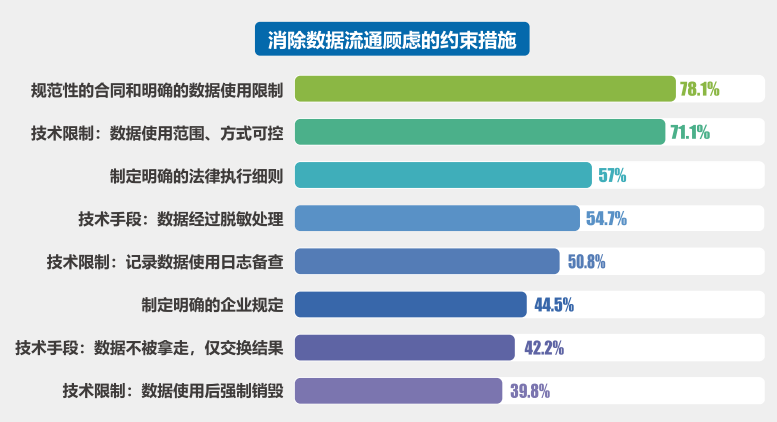 消除数据流通顾虑的约束措施
规范性的合同和明确的数据使用限制 78.1%
技术限制：数据使用范围、方式可控 71.1%
制定明确的法律执行细则 57%
技术手段：数据经过脱敏处理 54.7%
技术限制：记录数据使用日志备查 50.8%
制定明确的企业规定 44.5%
技术手段：数据不被拿走，仅交换结果 42.2%
技术限制：数据使用后强制销毁 39.8%